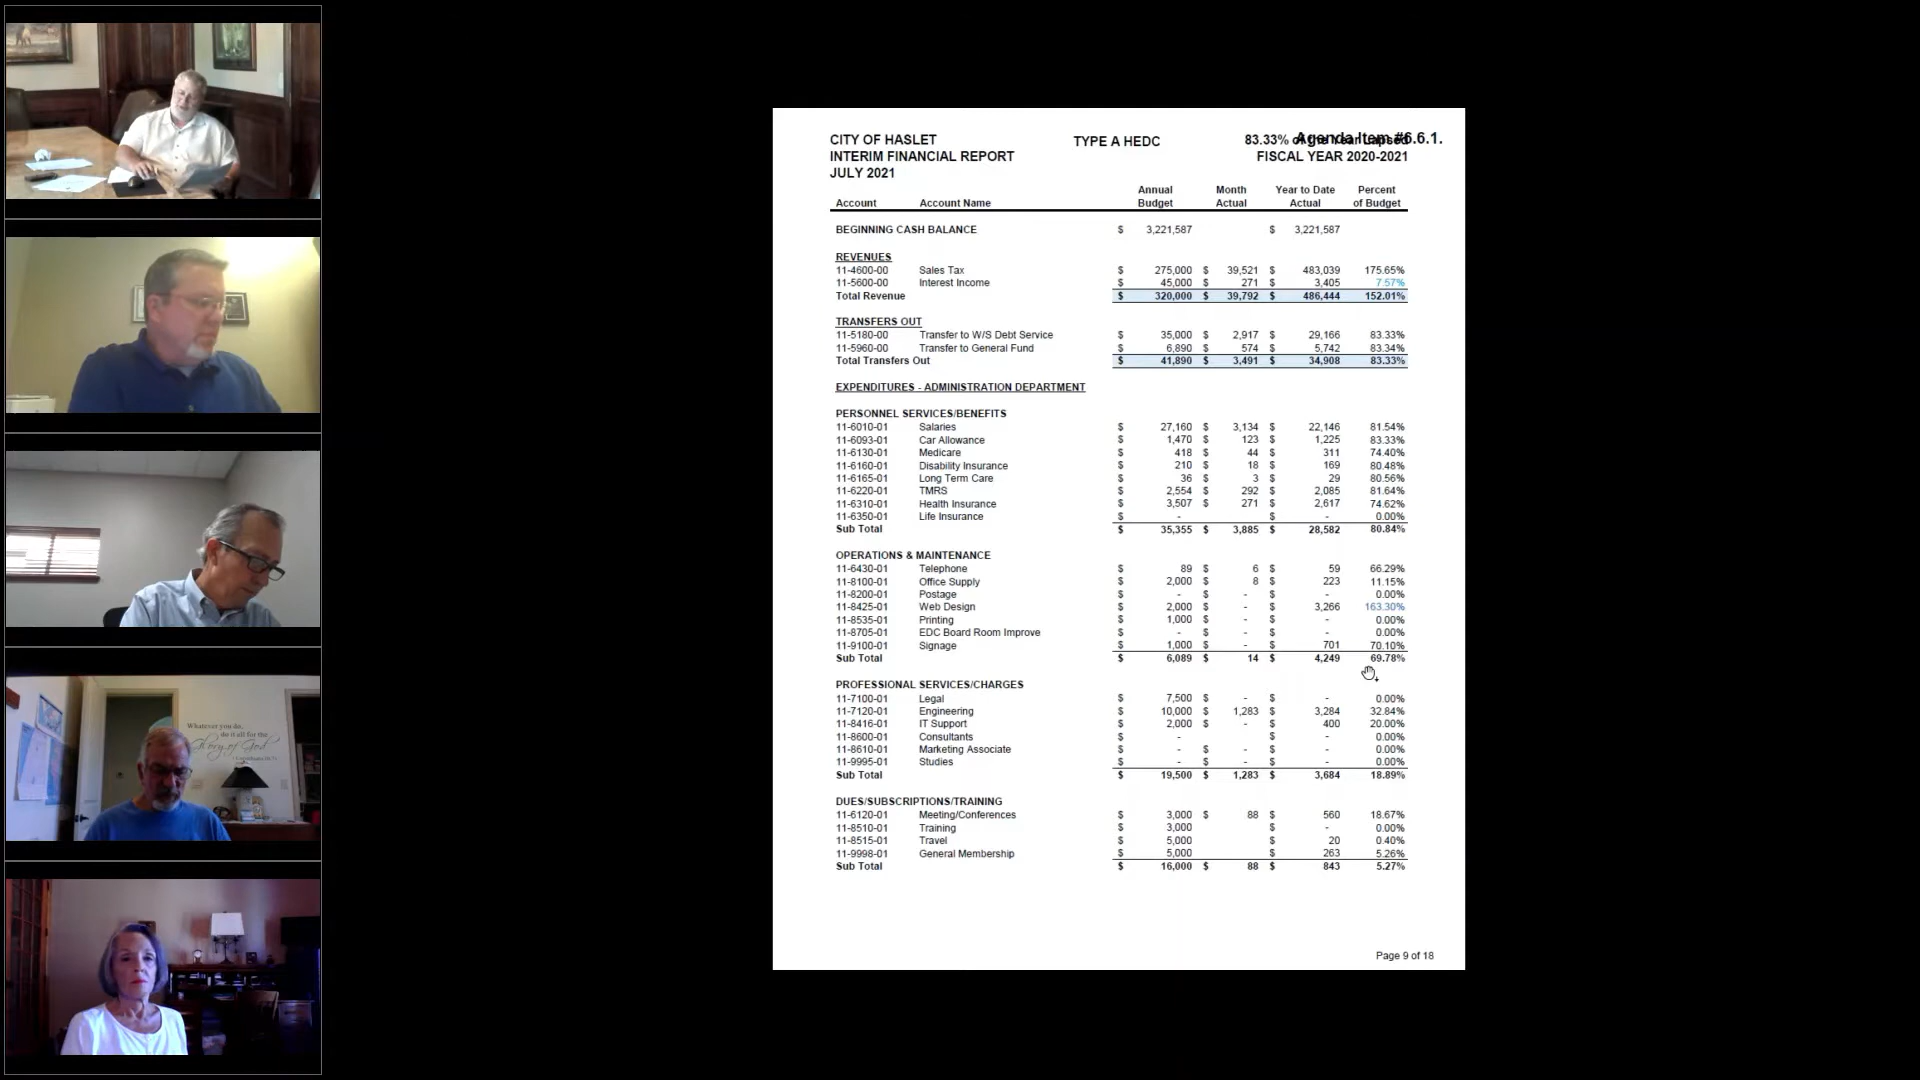 Whatever you do,
do it all for the
Glory of God
CITY OF HASLET TYPE A HEDC 83.33% of the Year Lapsed Agenda Item #6.6.1.
INTERIM FINANCIAL REPORT FISCAL YEAR 2020-2021
JULY 2021
Annual Month Year to Date Percent
Account Account Name Budget Actual Actual of Budget
BEGINNING CASH BALANCE $ 3,221,587 $ 3,221,587
REVENUES
11-4600-00 Sales Tax $ 275,000 $ 39,521 $ 483,039 175.65%
11-5600-00 Interest Income $ 45,000 $ 271 $ 3,405 7.57%
Total Revenue $ 320,000 $ 39,792 $ 486,444 152.01%
TRANSFERS OUT
11-5180-00 Transfer to W/S Debt Service $ 35,000 $ 2,917 $ 29,166 83.33%
11-5960-00 Transfer to General Fund $ 6,890 $ 574 $ 5,742 83.34%
Total Transfers Out $ 41,890 $ 3,491 $ 34,908 83.33%
EXPENDITURES - ADMINISTRATION DEPARTMENT
PERSONNEL SERVICES/BENEFITS
11-6010-01 Salaries $ 27,160 $ 3,134 $ 22,146 81.54%
11-6093-01 Car Allowance $ 1,470 $ 123 $ 1,225 83.33%
11-6130-01 Medicare $ 418 $ 44 $ 311 74.40%
11-6160-01 Disability Insurance $ 210 $ 18 $ 169 80.48%
11-6165-01 Long Term Care $ 36 $ 3 $ 29 80.56%
11-6220-01 TMRS $ 2,554 $ 292 $ 2,085 81.64%
11-6310-01 Health Insurance $ 3,507 $ 271 $ 2,617 74.62%
11-6350-01 Life Insurance $ - $ - 0.00%
Sub Total $ 35,355 $ 3,885 $ 28,582 80.84%
OPERATIONS & MAINTENANCE
11-6430-01 Telephone $ 89 $ 6 $ 59 66.29%
11-8100-01 Office Supply $ 2,000 $ 8 $ 223 11.15%
11-8200-01 Postage $ - $ - $ - 0.00%
11-8425-01 Web Design $ 2,000 $ - $ 3,266 163.30%
11-8535-01 Printing $ 1,000 $ - $ - 0.00%
11-8705-01 EDC Board Room Improve $ - $ - $ - 0.00%
11-9100-01 Signage $ 1,000 $ - $ 701 70.10%
Sub Total $ 6,089 $ 14 $ 4,249 69.78%
PROFESSIONAL SERVICES/CHARGES
11-7100-01 Legal $ 7,500 $ - $ - 0.00%
11-7120-01 Engineering $ 10,000 $ 1,283 $ 3,284 32.84%
11-8416-01 IT Support $ 2,000 $ - $ 400 20.00%
11-8600-01 Consultants $ - $ - 0.00%
11-8610-01 Marketing Associate $ - $ - $ - 0.00%
11-9995-01 Studies $ - $ - $ - 0.00%
Sub Total $ 19,500 $ 1,283 $ 3,684 18.89%
DUES/SUBSCRIPTIONS/TRAINING
11-6120-01 Meeting/Conferences $ 3,000 $ 88 $ 560 18.67%
11-8510-01 Training $ 3,000 $ - 0.00%
11-8515-01 Travel $ 5,000 $ 20 0.40%
11-9998-01 General Membership $ 5,000 $ 263 5.26%
Sub Total $ 16,000 $ 88 $ 843 5.27%
Page 9 of 18